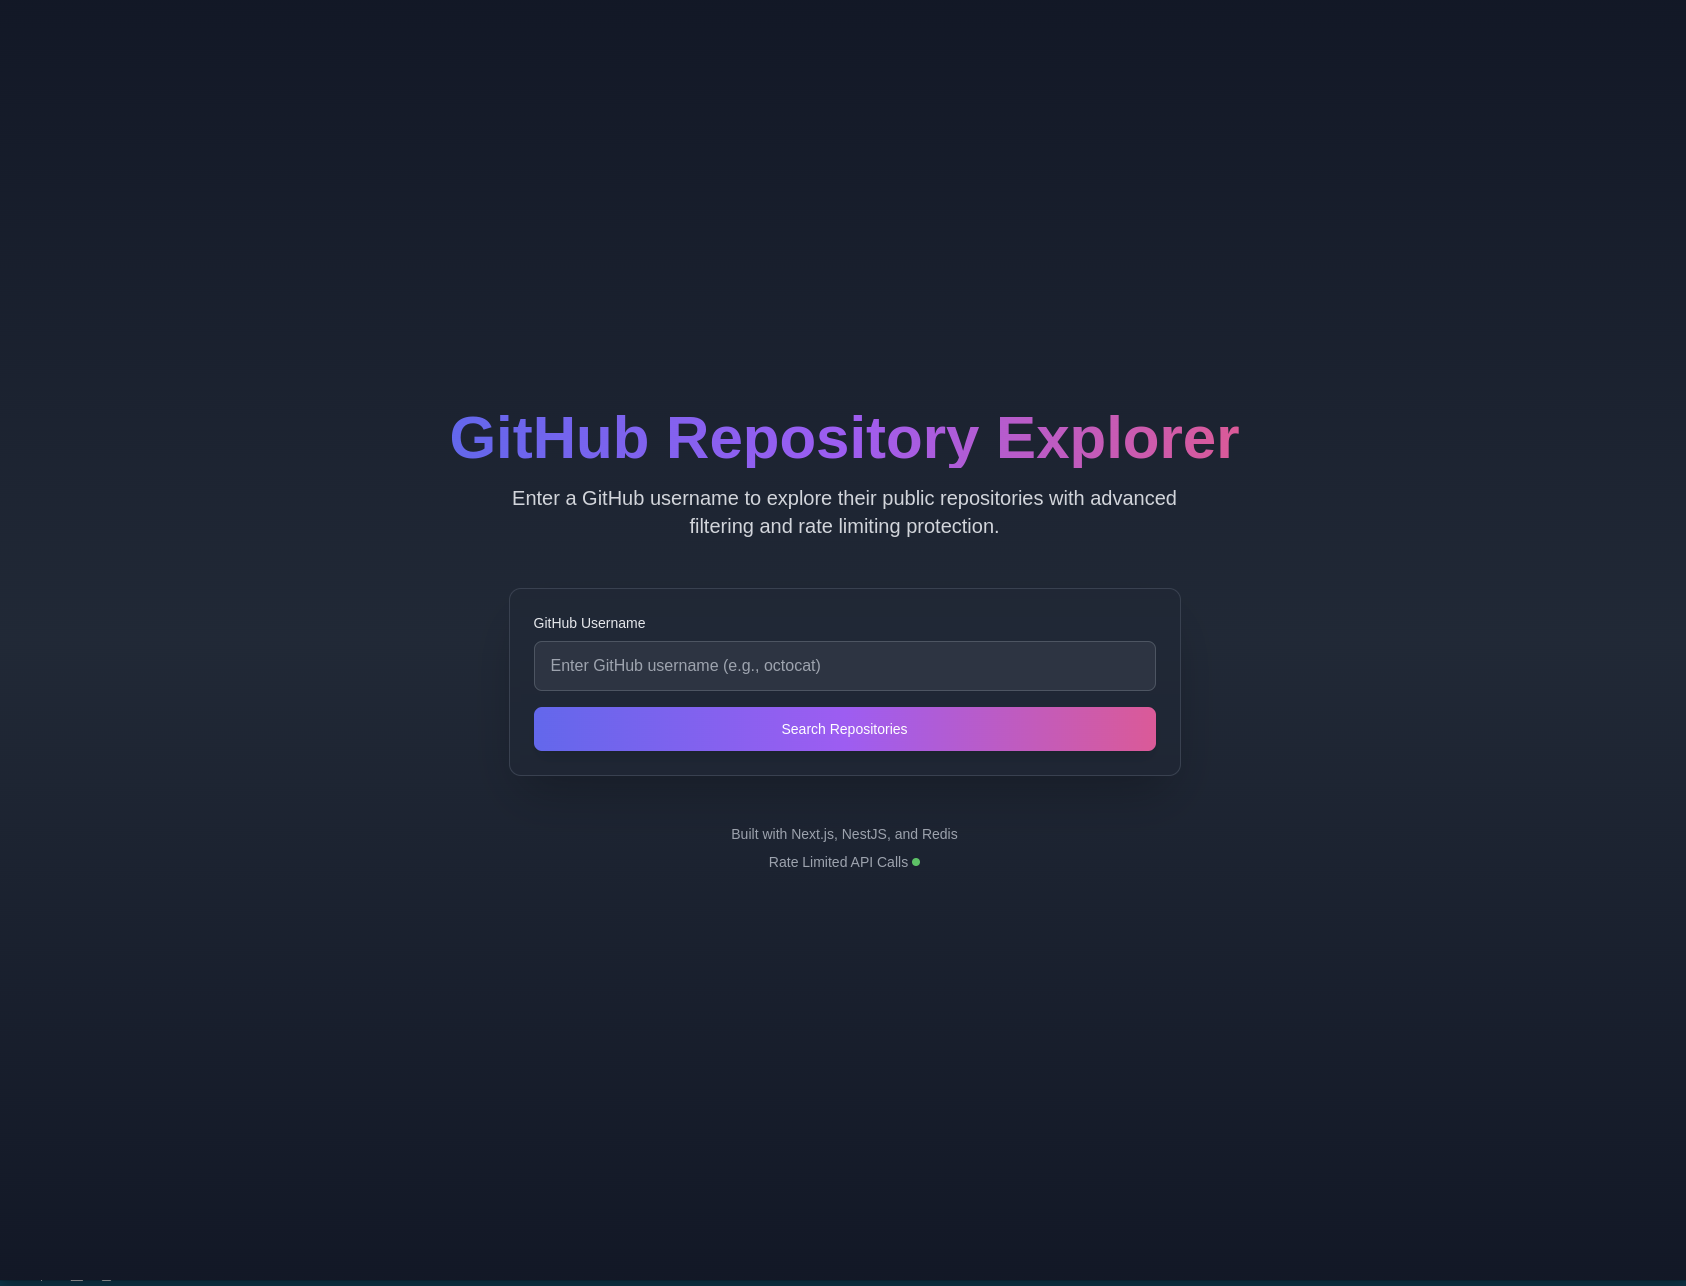 GitHub Repository Explorer
Enter a GitHub username to explore their public repositories with advanced
filtering and rate limiting protection.
GitHub Username
Enter GitHub username (e.g., octocat)
Search Repositories
Built with Next.js, NestJS, and Redis
Rate Limited API Calls